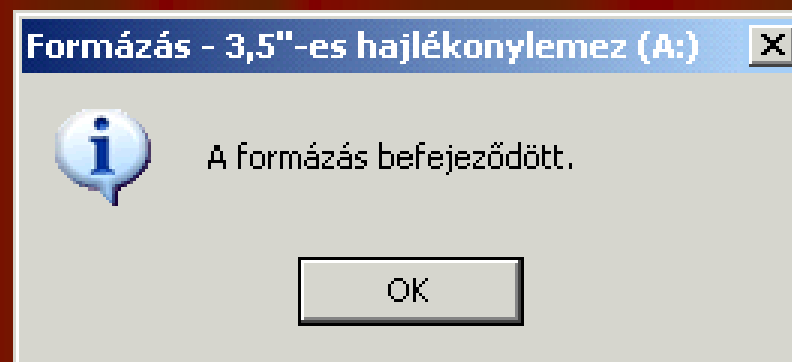 Formázás - 3,5"-es hajlékonylemez (A:)
A formázás befejeződött.
OK